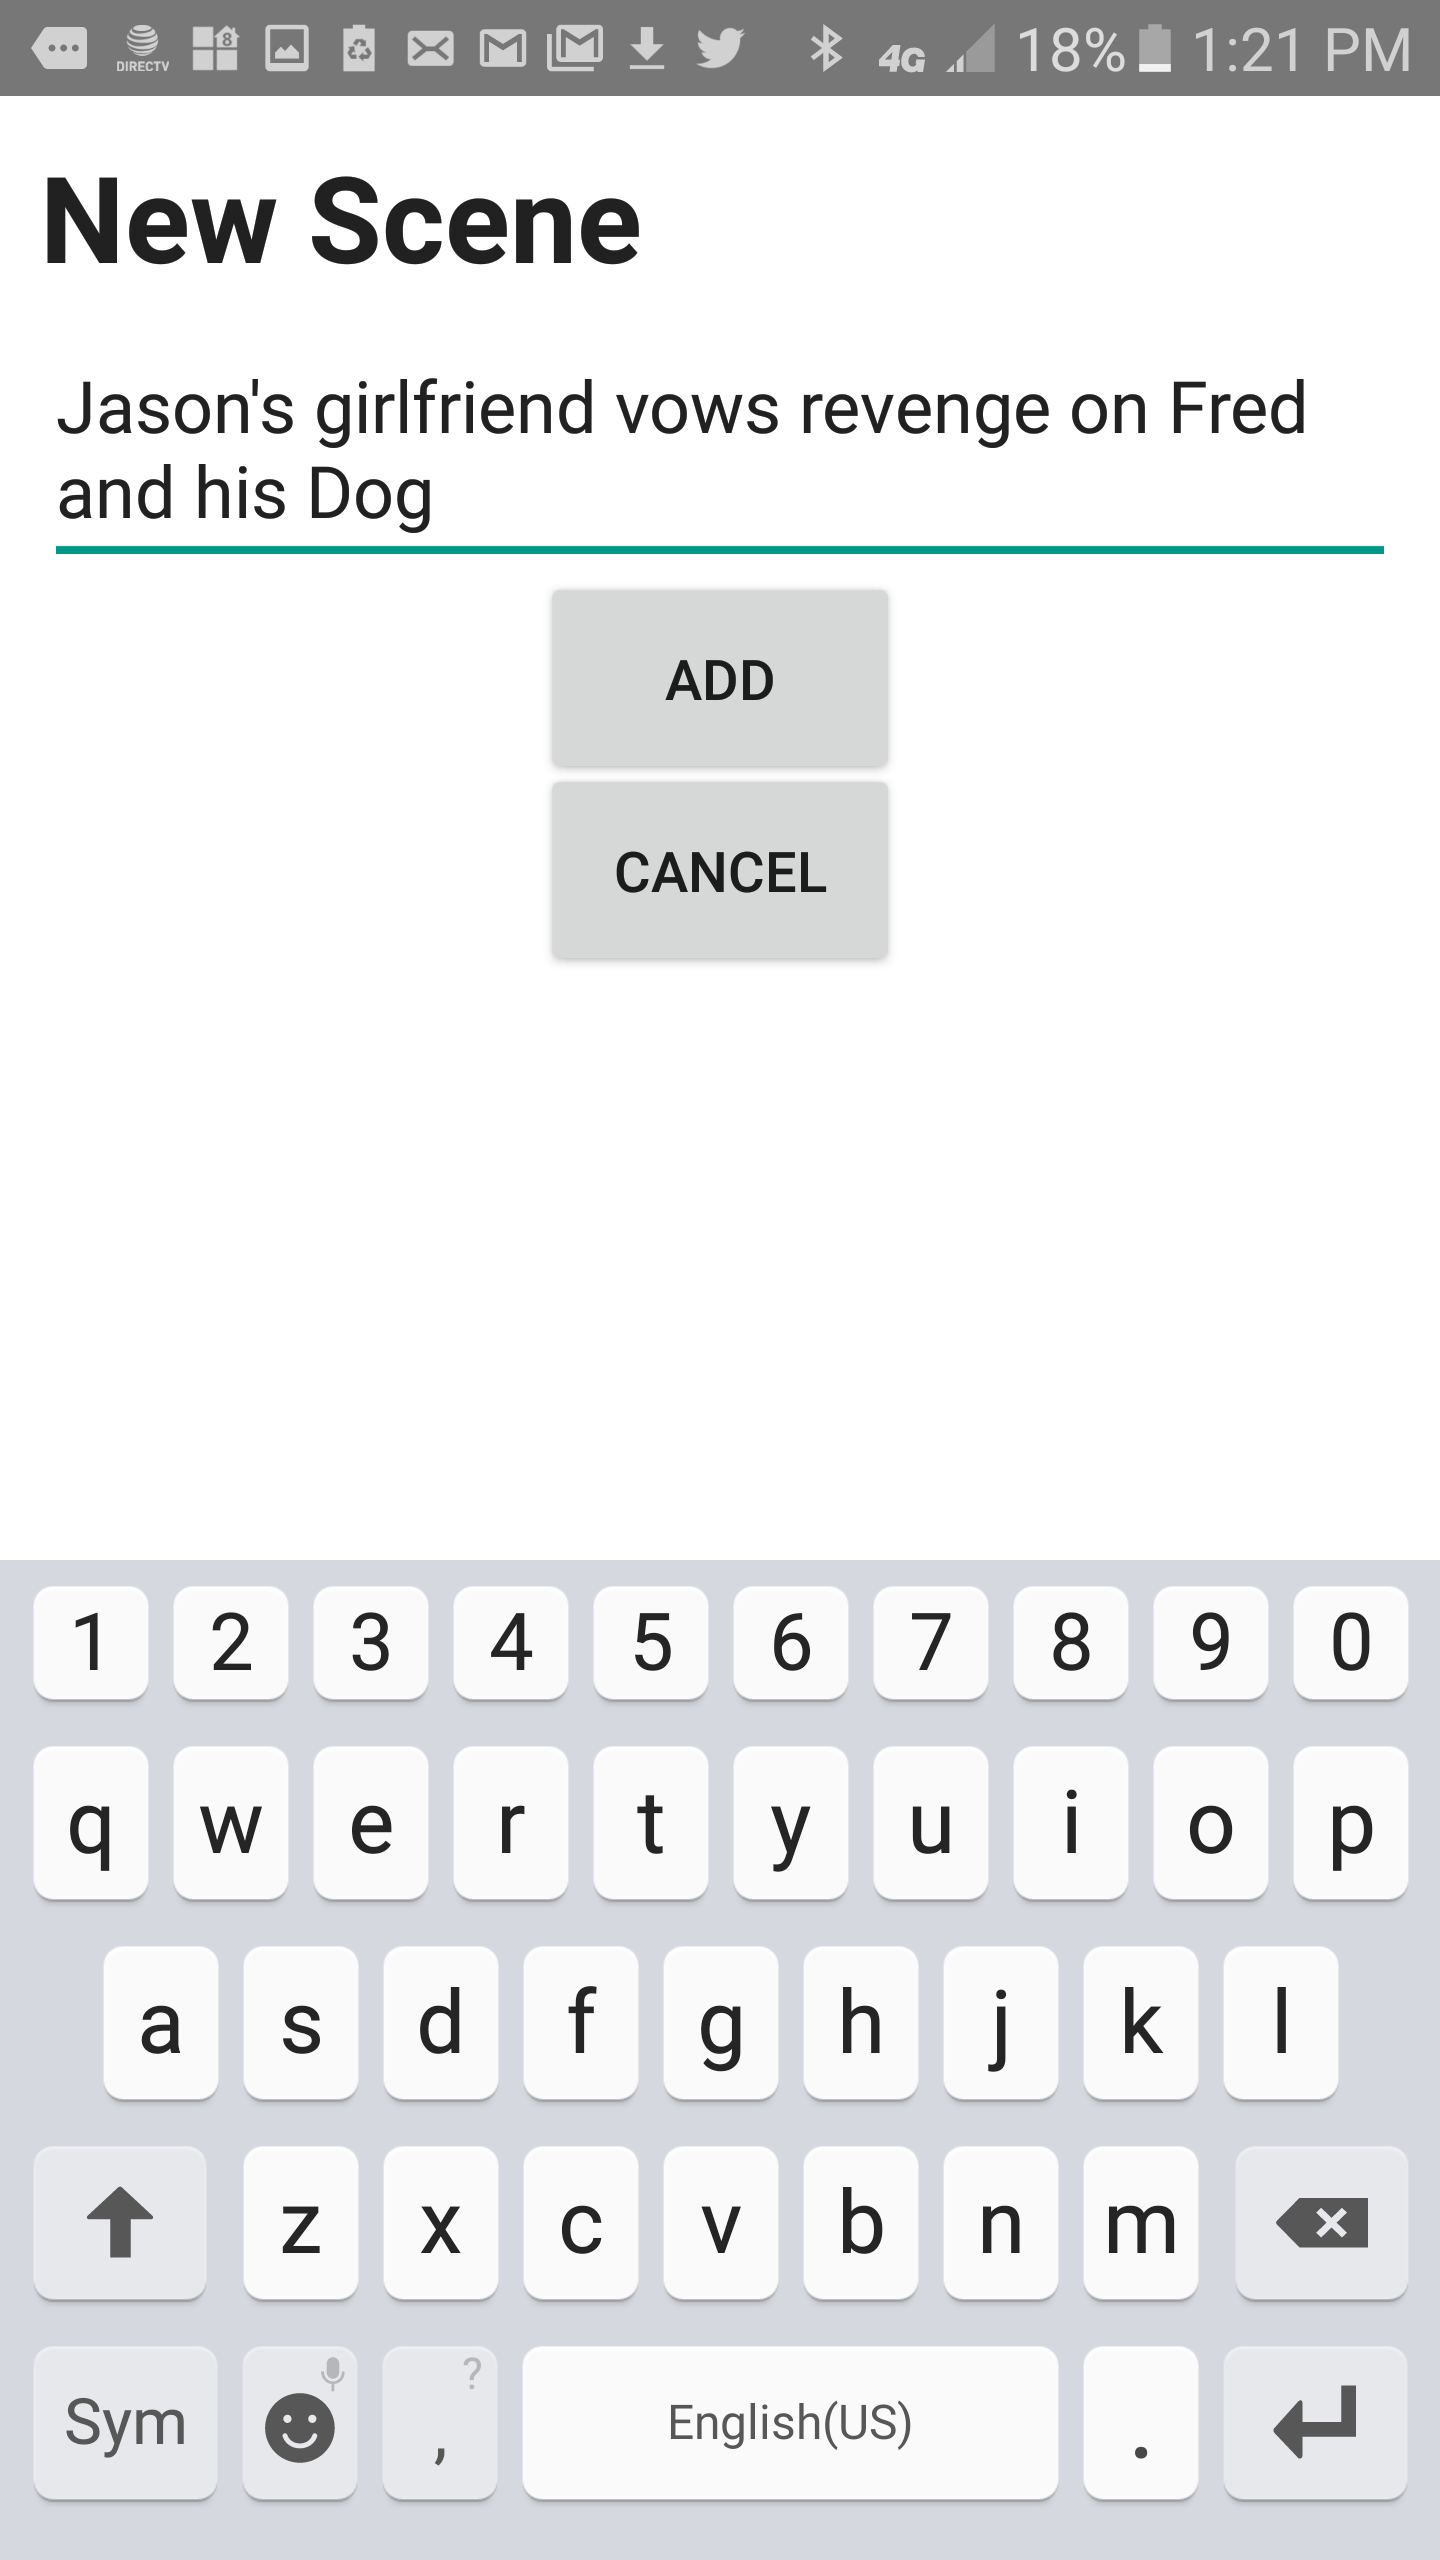 DIRECTV 8 4G 18% 1:21 PM
New Scene
Jason's girlfriend vows revenge on Fred
and his Dog
ADD
CANCEL
1 2 3 4 5 6 7 8 9 0
q w e r t y u i o p
a s d f g h j k l
z x c v b n m
Sym , ? English(US) .